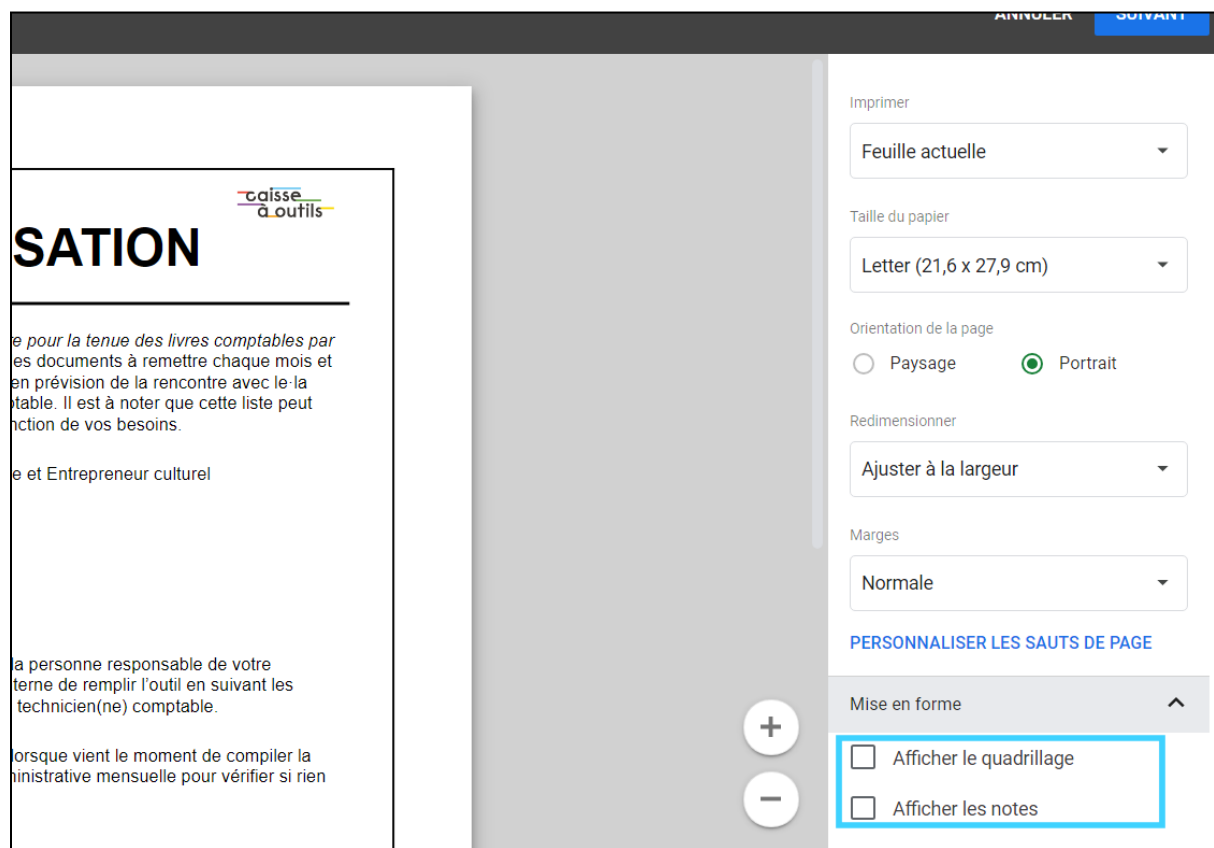 ANNULER
SUIVANT
caisse
à outils
SATION
e pour la tenue des livres comptables par
es documents à remettre chaque mois et
en prévision de la rencontre avec le·la
ptable. Il est à noter que cette liste peut
nction de vos besoins.
e et Entrepreneur culturel
la personne responsable de votre
terne de remplir l'outil en suivant les
technicien(ne) comptable.
lorsque vient le moment de compiler la
ninistrative mensuelle pour vérifier si rien
Imprimer
Feuille actuelle
Taille du papier
Letter (21,6 x 27,9 cm)
Orientation de la page
Paysage
Portrait
Redimensionner
Ajuster à la largeur
Marges
Normale
PERSONNALISER LES SAUTS DE PAGE
Mise en forme
Afficher le quadrillage
Afficher les notes